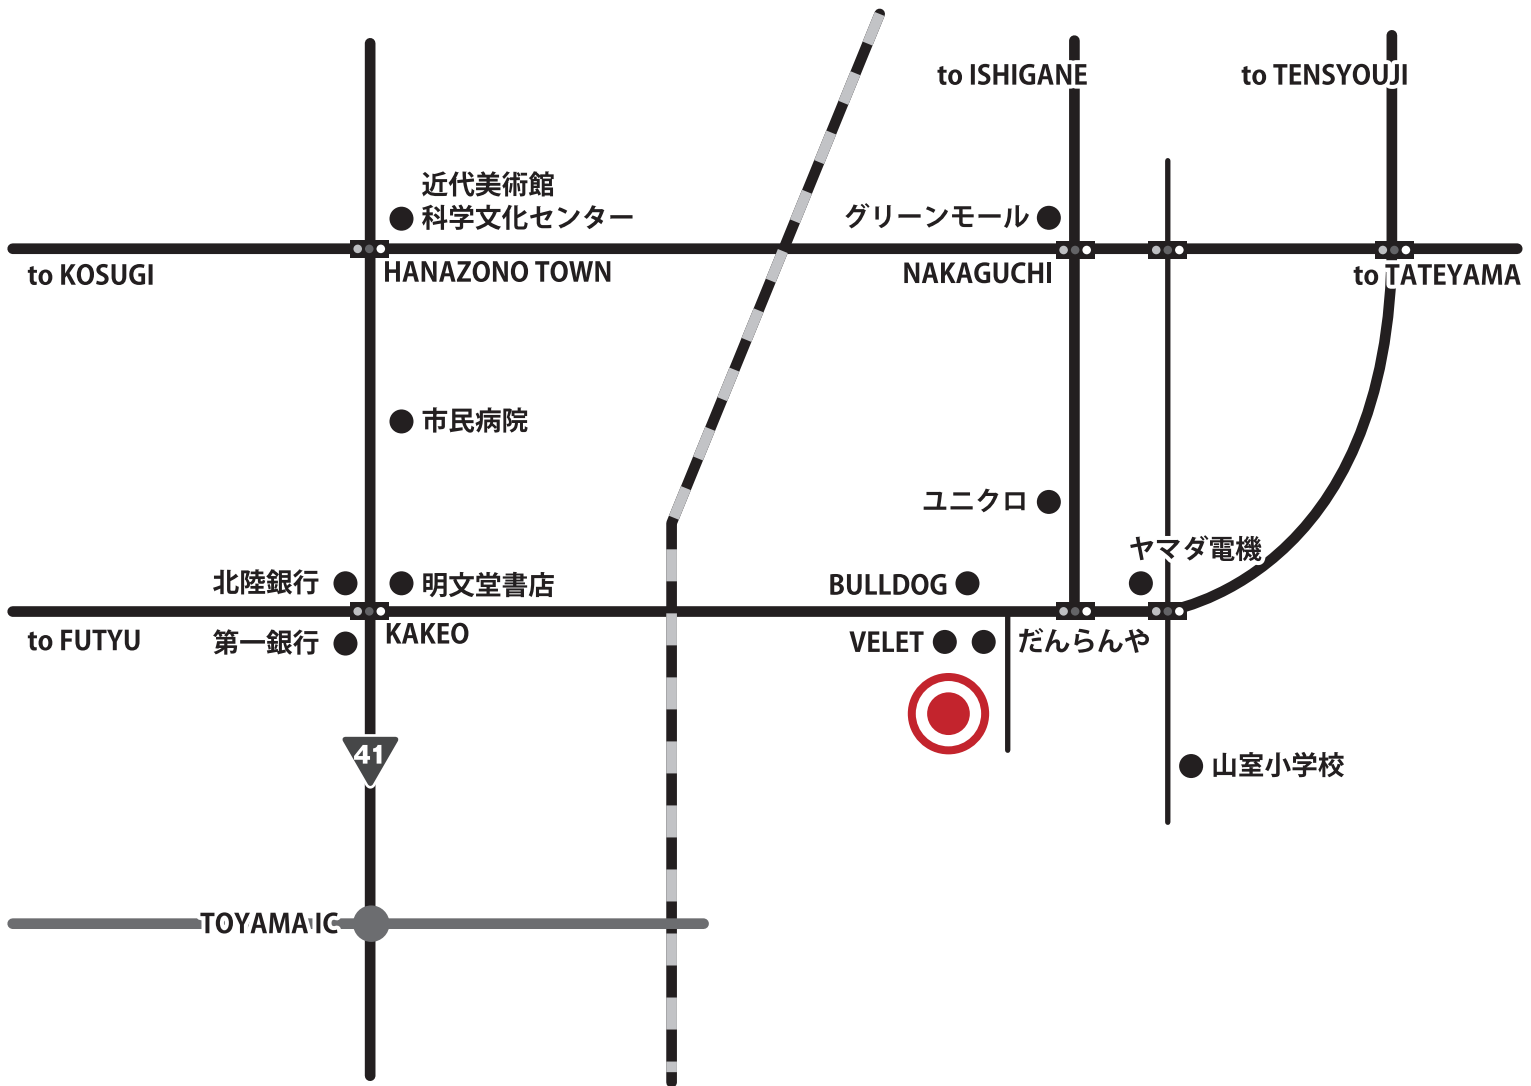 to ISHIGANE
to TENSYOUJI
近代美術館
科学文化センター
グリーンモール
to KOSUGI
HANAZONO TOWN
NAKAGUCHI
to TATEYAMA
市民病院
ユニクロ
ヤマダ電機
北陸銀行
明文堂書店
BULLDOG
to FUTYU
第一銀行
KAKEO
VELET
だんらんや
41
山室小学校
TOYAMA IC